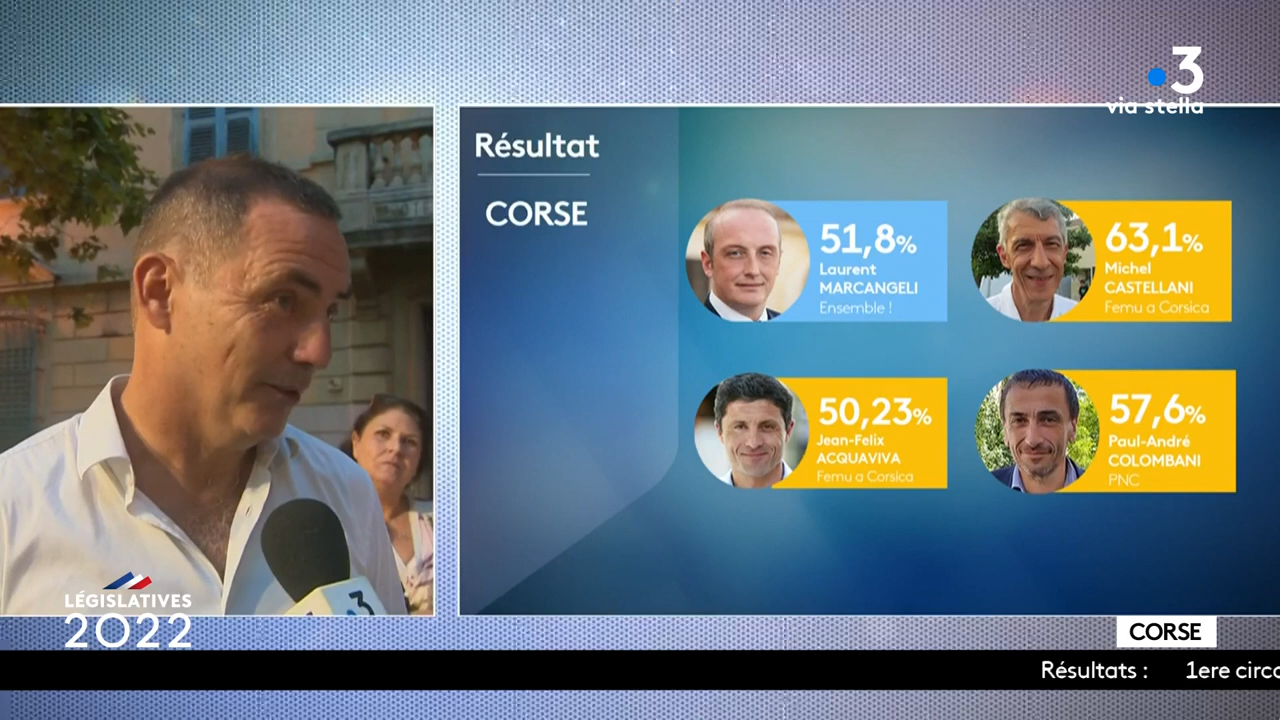 3
via stella
Résultat
CORSE
51,8%
Laurent
MARCANGELI
Ensemble !
63,1%
Michel
CASTELLANI
Femu a Corsica
50,23%
Jean-Felix
ACQUAVIVA
Femu a Corsica
57,6%
Paul-André
COLOMBANI
PNC
3
LÉGISLATIVES
2022
CORSE
Résultats : 1ere circo